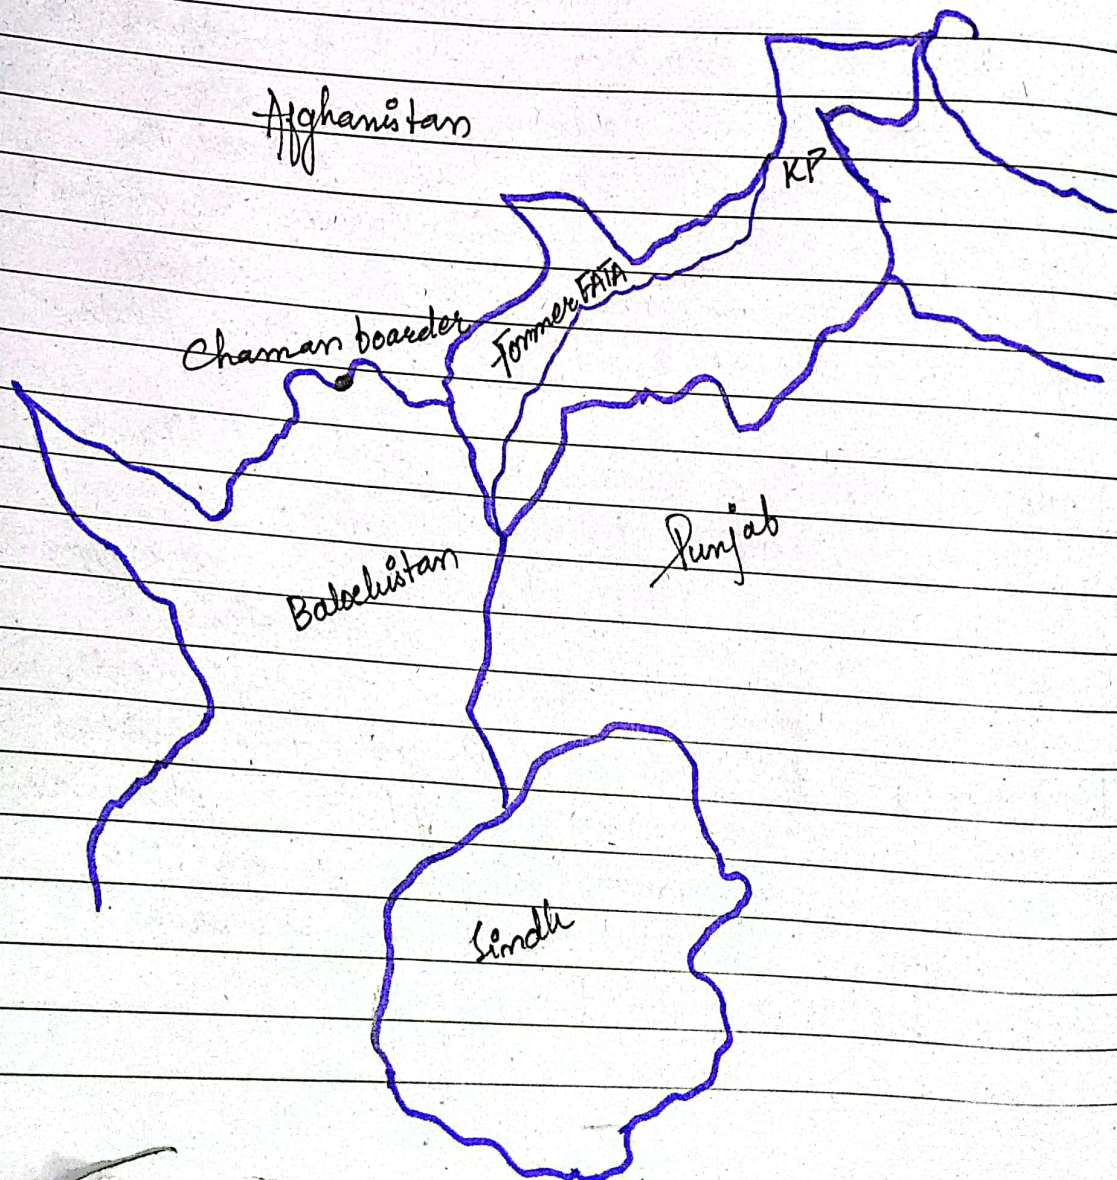 Afghanistan
KP
Former FATA
Chaman boarder
Punjab
Balochistan
Sindh